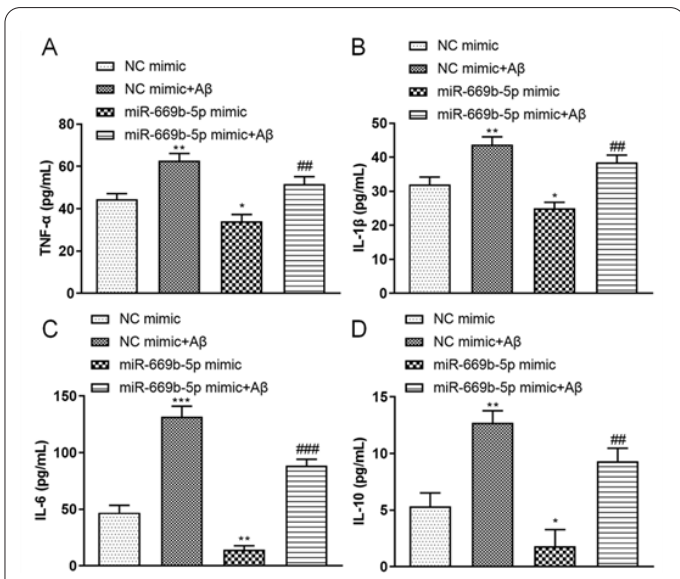 A
NC mimic
NC mimic+Aβ
miR-669b-5p mimic
miR-669b-5p mimic+Aβ
TNF-α (pg/mL)
80
60
40
20
0
**
*
##
B
NC mimic
NC mimic+Aβ
miR-669b-5p mimic
miR-669b-5p mimic+Aβ
IL-1β (pg/mL)
50
40
30
20
10
0
**
*
##
C
NC mimic
NC mimic+Aβ
miR-669b-5p mimic
miR-669b-5p mimic+Aβ
IL-6 (pg/mL)
150
100
50
0
***
**
###
D
NC mimic
NC mimic+Aβ
miR-669b-5p mimic
miR-669b-5p mimic+Aβ
IL-10 (pg/mL)
15
10
5
0
**
*
##